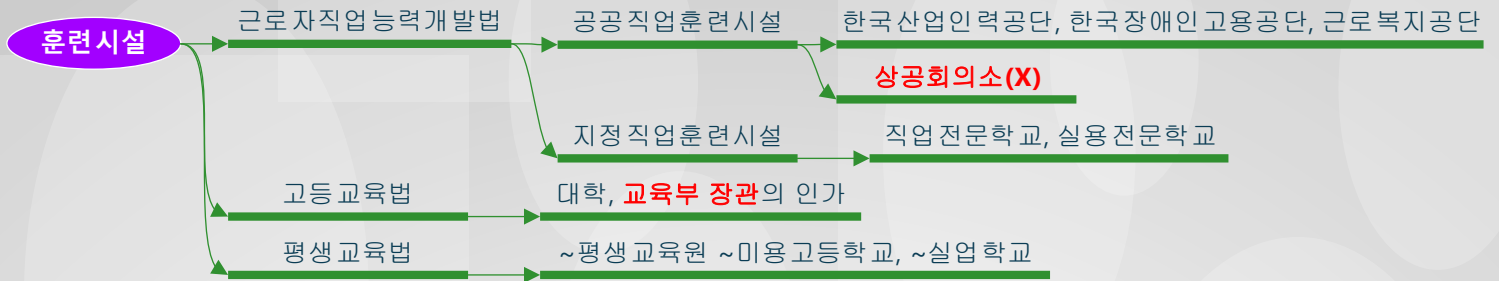 훈련시설
근로자직업능력개발법
공공직업훈련시설
한국산업인력공단, 한국장애인고용공단, 근로복지공단
상공회의소(X)
지정직업훈련시설
직업전문학교, 실용전문학교
고등교육법
대학, 교육부 장관의 인가
평생교육법
~평생교육원 ~미용고등학교, ~실업학교